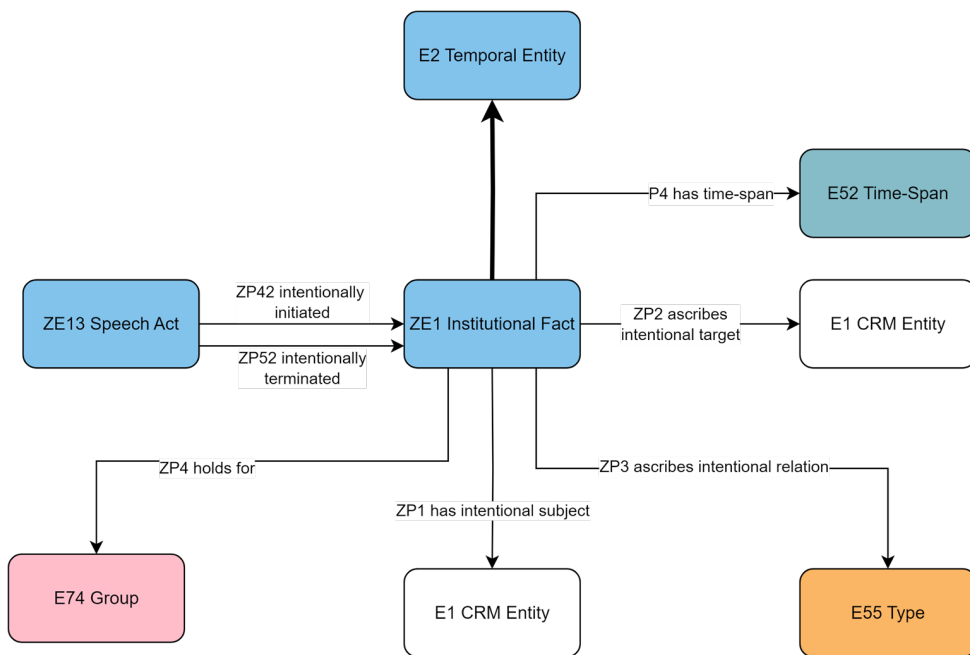 E2 Temporal Entity
P4 has time-span
E52 Time-Span
ZE13 Speech Act
ZP42 intentionally
initiated
ZP52 intentionally
terminated
ZE1 Institutional Fact
ZP2 ascribes
intentional target
E1 CRM Entity
ZP4 holds for
ZP1 has intentional subject
ZP3 ascribes intentional relation
E74 Group
E1 CRM Entity
E55 Type